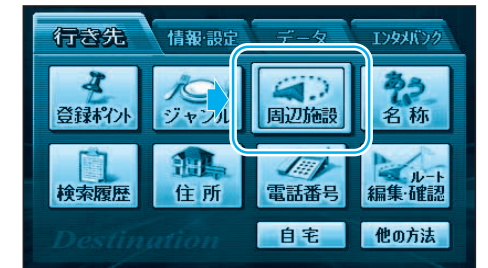 行き先 情報・設定 データ エンタメバンク
登録ポイント ジャンル 周辺施設 名称
あう
い
検索履歴 住所 電話番号 ルート
編集・確認
Destination 自宅 他の方法